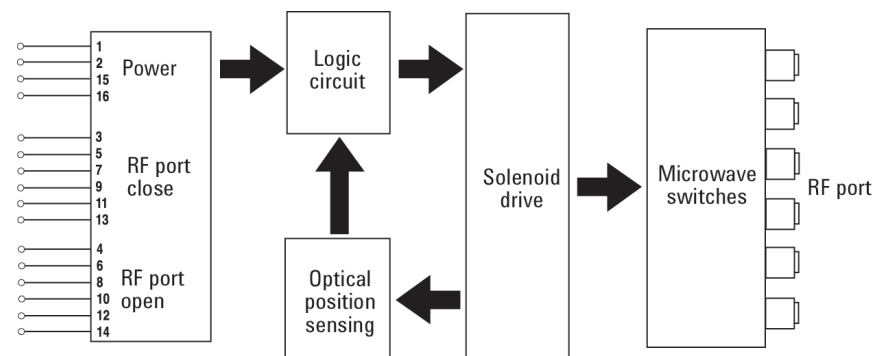 1
2
15
16
Power
3
5
7
9
11
13
RF port
close
4
6
8
10
12
14
RF port
open
Logic
circuit
Optical
position
sensing
Solenoid
drive
Microwave
switches
RF port